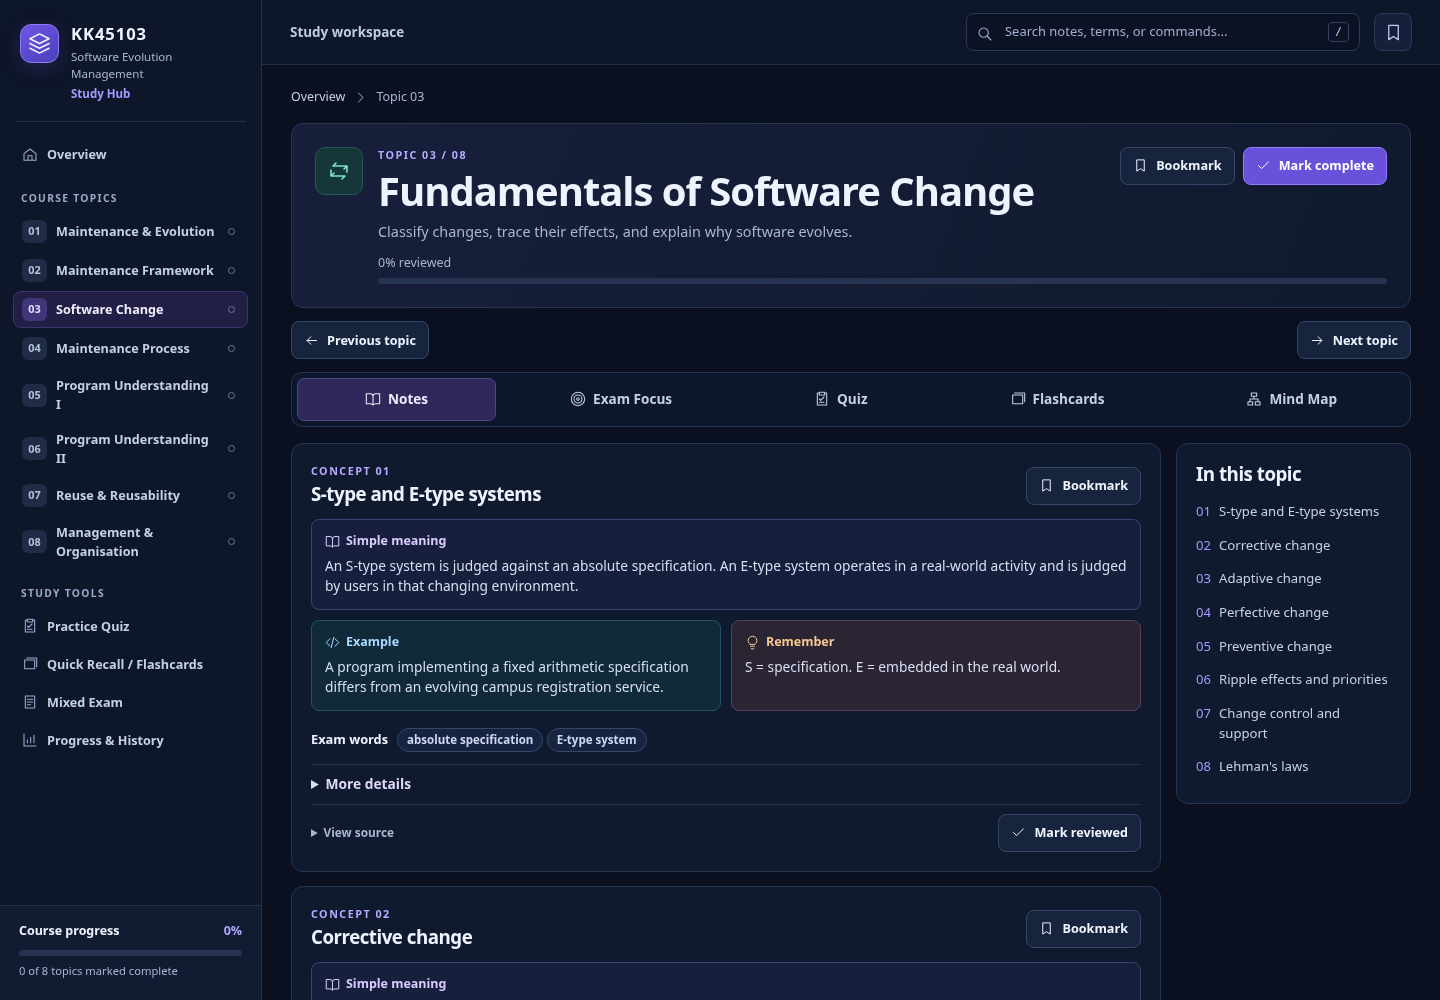 KK45103
Software Evolution
Management
Study Hub
Overview
COURSE TOPICS
01 Maintenance & Evolution
02 Maintenance Framework
03 Software Change
04 Maintenance Process
05 Program Understanding
I
06 Program Understanding
II
07 Reuse & Reusability
08 Management &
Organisation
STUDY TOOLS
Practice Quiz
Quick Recall / Flashcards
Mixed Exam
Progress & History
Course progress 0%
0 of 8 topics marked complete
Study workspace
Search notes, terms, or commands... /
Overview > Topic 03
TOPIC 03 / 08
Fundamentals of Software Change
Classify changes, trace their effects, and explain why software evolves.
0% reviewed
Bookmark
Mark complete
Previous topic
Next topic
Notes
Exam Focus
Quiz
Flashcards
Mind Map
CONCEPT 01
S-type and E-type systems
Bookmark
Simple meaning
An S-type system is judged against an absolute specification. An E-type system operates in a real-world activity and is judged
by users in that changing environment.
Example
A program implementing a fixed arithmetic specification
differs from an evolving campus registration service.
Remember
S = specification. E = embedded in the real world.
Exam words absolute specification E-type system
More details
View source
Mark reviewed
CONCEPT 02
Corrective change
Bookmark
Simple meaning
In this topic
01 S-type and E-type systems
02 Corrective change
03 Adaptive change
04 Perfective change
05 Preventive change
06 Ripple effects and priorities
07 Change control and
support
08 Lehman's laws